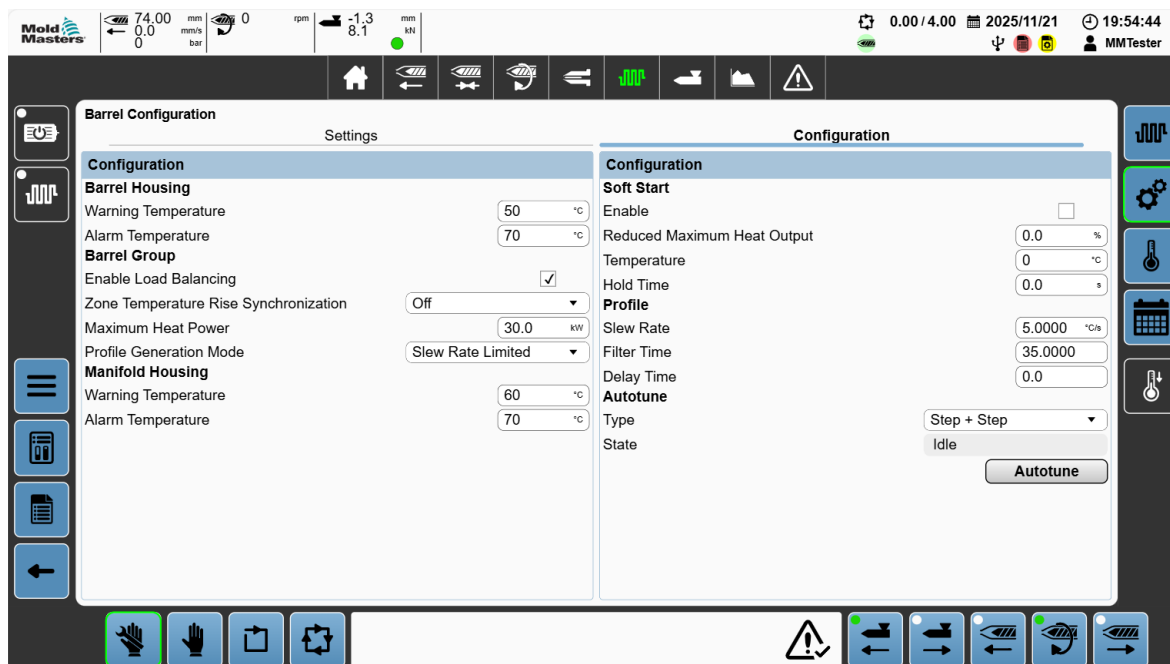 Mold Masters
74.00 mm
0.0 mm/s
0 bar
0 rpm
-1.3 mm
8.1 kN
0.00 / 4.00
2025/11/21
19:54:44
MMTester
Barrel Configuration
Settings
Configuration
Configuration
Barrel Housing
Warning Temperature 50 °C
Alarm Temperature 70 °C
Barrel Group
Enable Load Balancing
Zone Temperature Rise Synchronization Off
Maximum Heat Power 30.0 kW
Profile Generation Mode Slew Rate Limited
Manifold Housing
Warning Temperature 60 °C
Alarm Temperature 70 °C
Configuration
Soft Start
Enable
Reduced Maximum Heat Output 0.0 %
Temperature 0 °C
Hold Time 0.0 s
Profile
Slew Rate 5.0000 °C/s
Filter Time 35.0000
Delay Time 0.0
Autotune
Type Step + Step
State Idle
Autotune